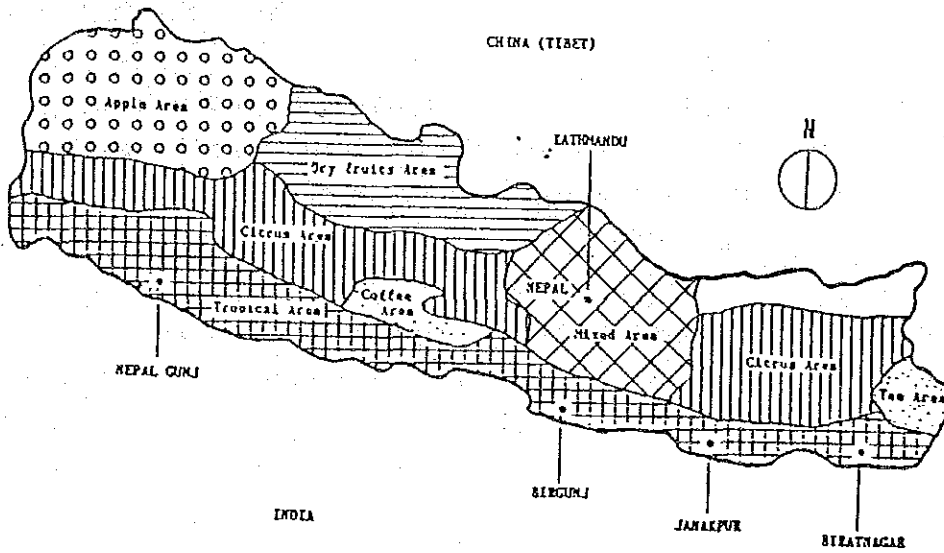 CHINA (TIBET)
N
Apple Area
KATHMANDU
Dry Fruits Area
Citrus Area
NEPAL
Coffee
Area
Tropical Area
Mixed Area
Citrus Area
Tea Area
NEPAL GUNJ
BIRGUNJ
INDIA
JANAKPUR
BIRATNAGAR